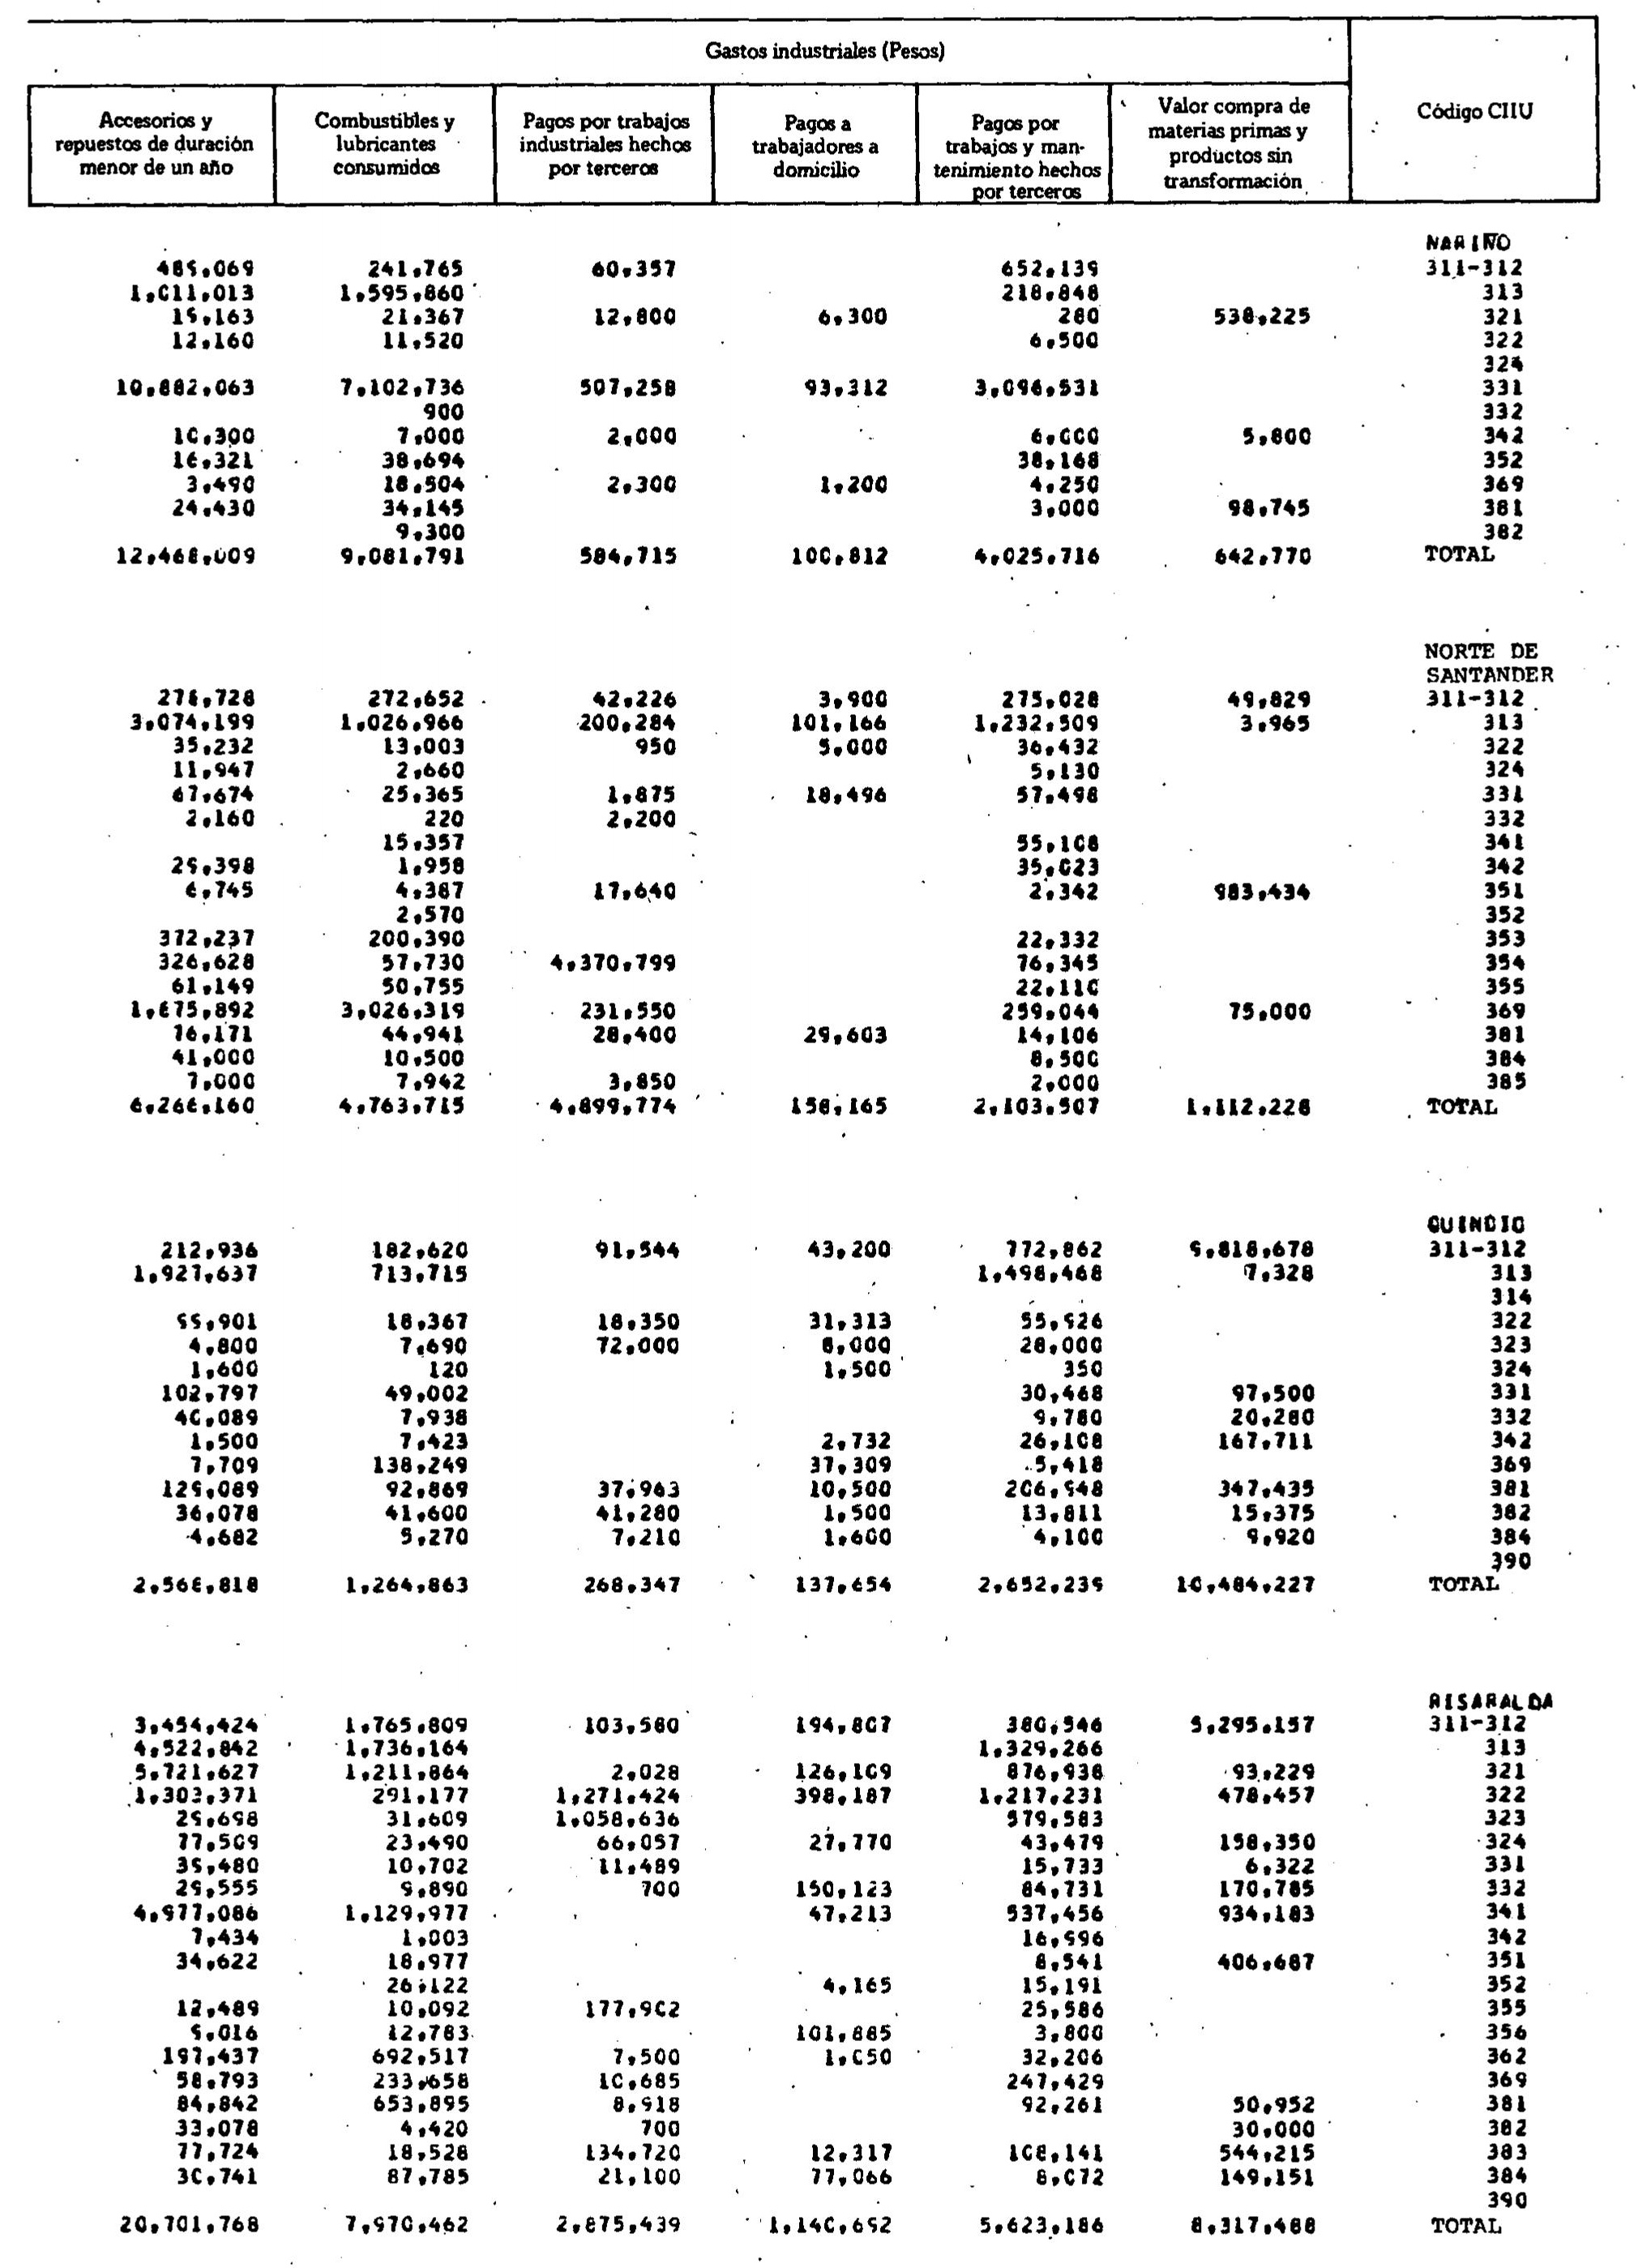 Gastos industriales (Pesos)
Accesorios y repuestos de duración menor de un año
Combustibles y lubricantes consumidos
Pagos por trabajos industriales hechos por terceros
Pagos a trabajadores a domicilio
Pagos por trabajos y mantenimiento hechos por terceros
Valor compra de materias primas y productos sin transformación
Código CIIU
NARIÑO
489,069 241,765 60,357 652,139 311-312
1,011,013 1,595,860 218,848 313
19,163 21,367 12,800 6,300 280 538,225 321
12,160 11,520 6,500 322
324
10,882,063 7,102,736 507,258 93,312 3,096,531 331
900 332
10,300 7,000 2,000 6,000 5,800 342
16,321 38,694 38,168 352
3,490 18,504 2,300 1,200 4,250 369
24,430 34,145 3,000 98,745 381
9,300 382
12,468,009 9,081,791 584,715 100,812 4,025,716 642,770 TOTAL
NORTE DE
SANTANDER
278,728 272,652 42,226 3,900 275,028 49,829 311-312
3,074,199 1,026,966 200,284 101,166 1,232,509 3,965 313
35,232 13,003 950 5,000 36,432 322
11,947 2,660 5,130 324
67,674 25,365 1,875 18,496 57,498 331
2,160 220 2,200 332
15,357 55,108 341
29,398 1,958 35,023 342
6,745 4,387 17,640 2,342 983,434 351
2,570 352
372,237 200,390 22,332 353
326,628 57,730 4,370,799 76,345 354
61,149 50,755 22,110 355
1,875,892 3,026,319 231,550 259,044 75,000 369
76,171 44,941 28,400 29,603 14,106 381
41,000 10,500 8,500 384
7,000 7,942 3,850 2,000 385
6,266,160 4,763,715 4,899,774 158,165 2,103,507 1,112,228 TOTAL
QUINDIO
212,936 182,620 91,544 43,200 772,862 9,818,678 311-312
1,927,637 713,715 1,498,468 7,328 313
314
99,901 18,367 18,350 31,313 55,926 322
4,800 7,690 72,000 8,000 28,000 323
1,600 120 1,500 350 324
102,797 49,002 30,468 97,500 331
40,089 7,938 9,780 20,280 332
1,500 7,423 2,732 26,108 167,711 342
7,709 138,249 37,309 5,418 369
129,089 92,869 37,963 10,500 206,948 347,435 381
36,078 41,600 41,280 1,500 13,811 15,375 382
4,682 5,270 7,210 1,600 4,100 9,920 384
390
2,568,818 1,264,863 268,347 137,654 2,652,239 10,484,227 TOTAL
RISARALDA
3,454,424 1,765,809 103,580 194,807 380,546 5,295,157 311-312
4,522,842 1,736,164 1,329,266 313
5,721,627 1,211,864 2,028 126,109 876,938 93,229 321
1,303,371 291,177 1,271,424 398,187 1,217,231 478,457 322
29,698 31,609 1,058,636 579,583 323
77,509 23,490 66,057 27,770 43,479 158,350 324
39,480 10,702 11,489 15,733 6,322 331
29,555 9,890 700 150,123 84,731 170,785 332
4,977,086 1,129,977 47,213 537,456 934,183 341
7,434 1,003 16,996 342
34,622 18,977 8,541 406,687 351
26,122 4,165 15,191 352
12,489 10,092 177,902 25,586 355
9,016 12,783 101,885 3,800 356
197,437 692,517 7,500 1,050 32,206 362
58,793 233,658 10,685 247,429 369
84,842 653,895 8,918 92,261 50,952 381
33,078 4,420 700 30,000 382
77,724 18,528 134,720 12,317 108,141 544,215 383
30,741 87,785 21,100 77,066 8,072 149,151 384
390
20,701,768 7,970,462 2,875,439 1,140,692 5,623,186 8,317,488 TOTAL